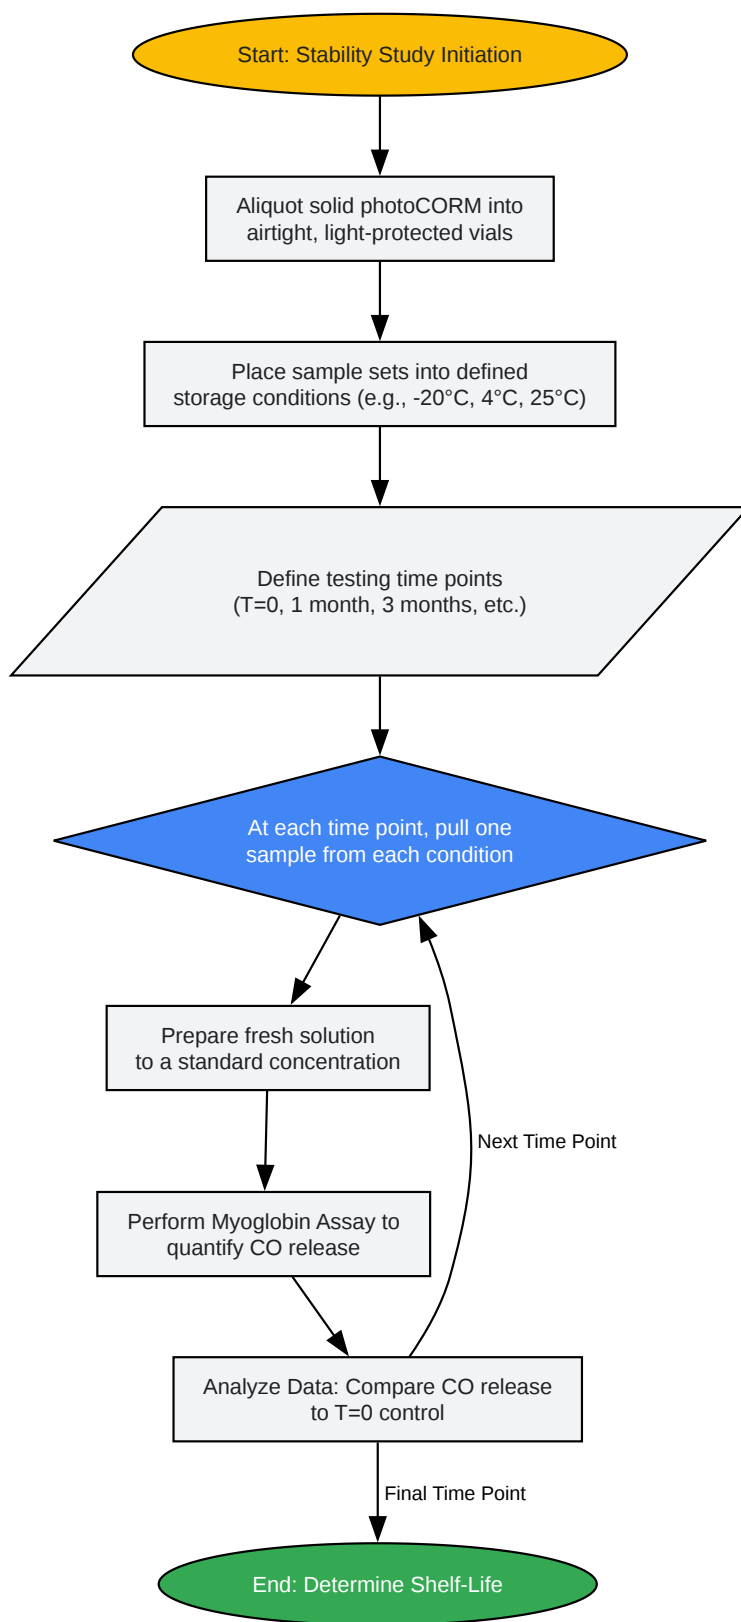 Start: Stability Study Initiation
Aliquot solid photoCORM into
airtight, light-protected vials
Place sample sets into defined
storage conditions (e.g., -20°C, 4°C, 25°C)
Define testing time points
(T=0, 1 month, 3 months, etc.)
At each time point, pull one
sample from each condition
Prepare fresh solution
to a standard concentration
Next Time Point
Perform Myoglobin Assay to
quantify CO release
Analyze Data: Compare CO release
to T=0 control
Final Time Point
End: Determine Shelf-Life